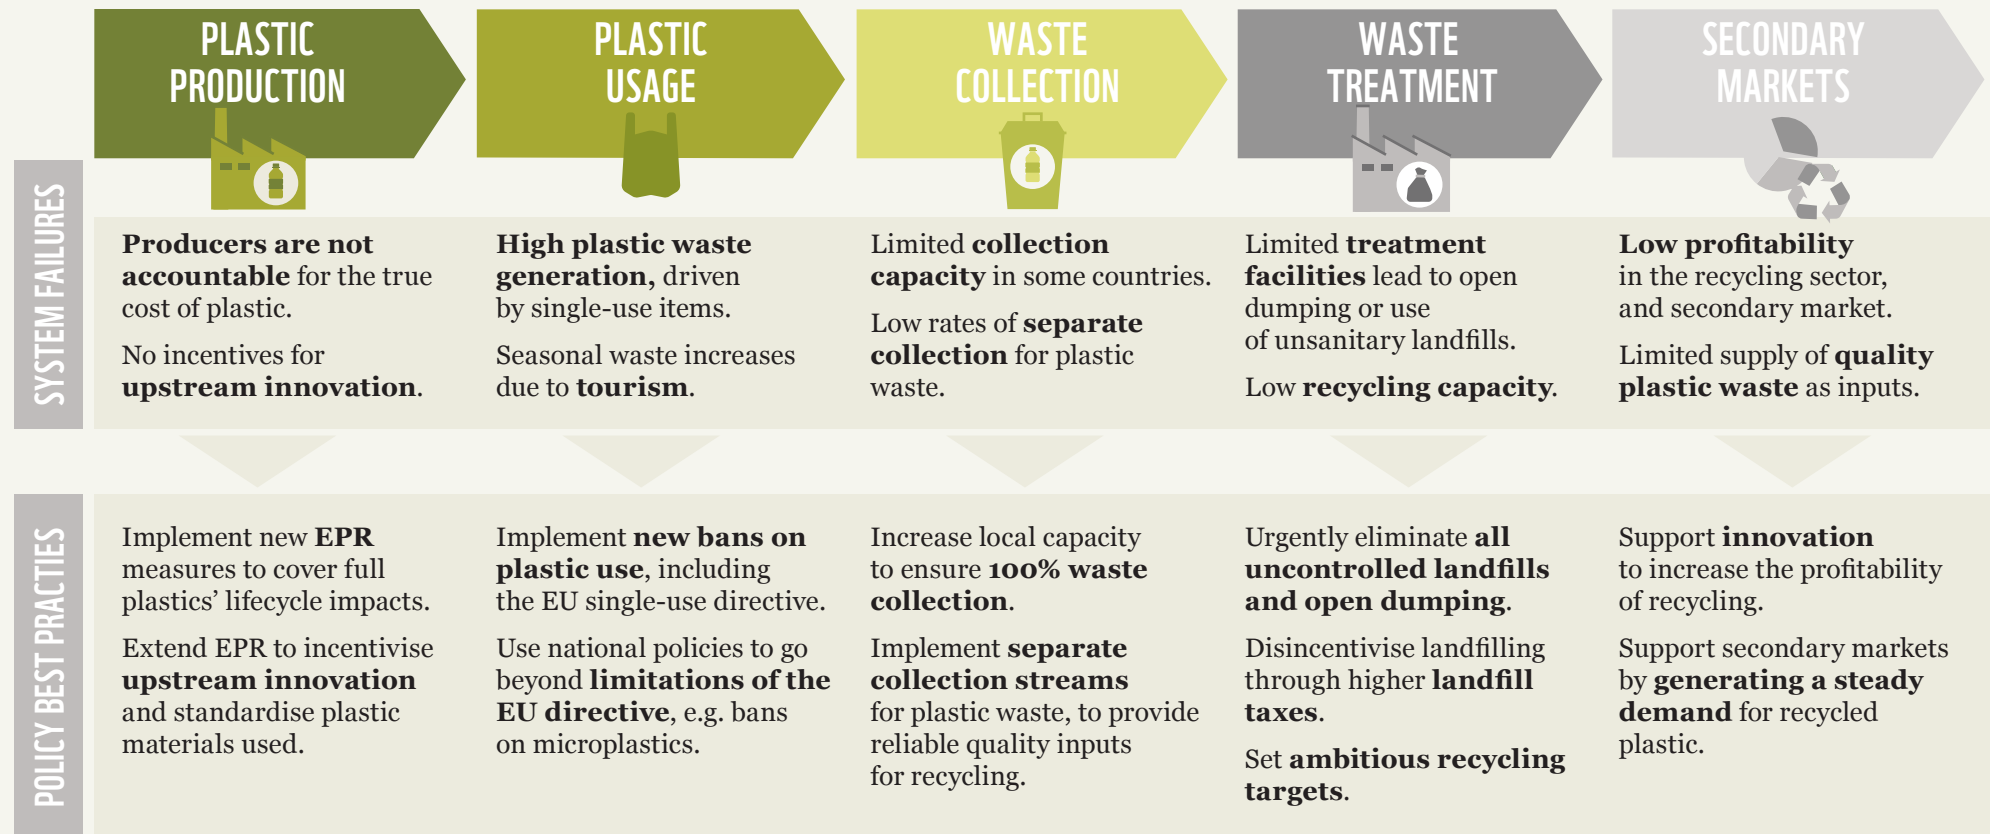 PLASTIC
PRODUCTION
PLASTIC
USAGE
WASTE
COLLECTION
WASTE
TREATMENT
SECONDARY
MARKETS
SYSTEM FAILURES
Producers are not
accountable for the true
cost of plastic.
No incentives for
upstream innovation.
High plastic waste
generation, driven
by single-use items.
Seasonal waste increases
due to tourism.
Limited collection
capacity in some countries.
Low rates of separate
collection for plastic
waste.
Limited treatment
facilities lead to open
dumping or use
of unsanitary landfills.
Low recycling capacity.
Low profitability
in the recycling sector,
and secondary market.
Limited supply of quality
plastic waste as inputs.
POLICY BEST PRACTIES
Implement new EPR
measures to cover full
plastics’ lifecycle impacts.
Extend EPR to incentivise
upstream innovation
and standardise plastic
materials used.
Implement new bans on
plastic use, including
the EU single-use directive.
Use national policies to go
beyond limitations of the
EU directive, e.g. bans
on microplastics.
Increase local capacity
to ensure 100% waste
collection.
Implement separate
collection streams
for plastic waste, to provide
reliable quality inputs
for recycling.
Urgently eliminate all
uncontrolled landfills
and open dumping.
Disincentivise landfilling
through higher landfill
taxes.
Set ambitious recycling
targets.
Support innovation
to increase the profitability
of recycling.
Support secondary markets
by generating a steady
demand for recycled
plastic.